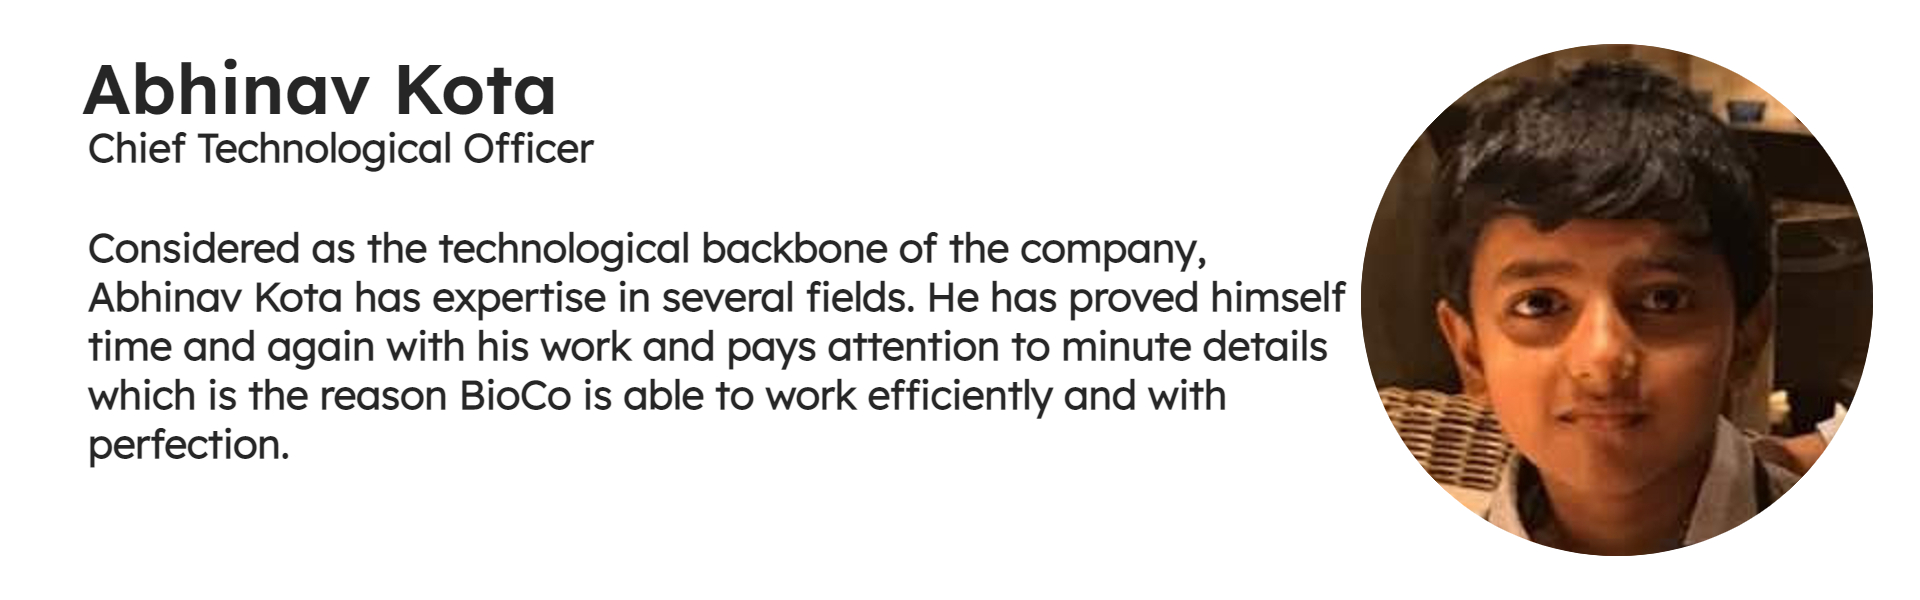 Abhinav Kota
Chief Technological Officer
Considered as the technological backbone of the company,
Abhinav Kota has expertise in several fields. He has proved himself
time and again with his work and pays attention to minute details
which is the reason BioCo is able to work efficiently and with
perfection.